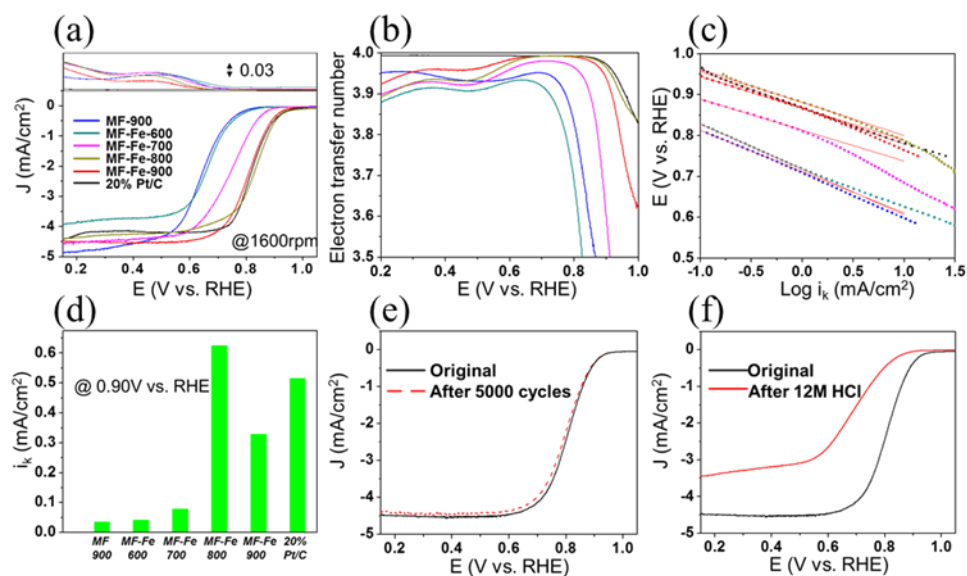 (a)
0.03
J (mA/cm²)
0
-1
-2
-3
-4
-5
MF-900
MF-Fe-600
MF-Fe-700
MF-Fe-800
MF-Fe-900
20% Pt/C
@1600rpm
0.2 0.4 0.6 0.8 1.0
E (V vs. RHE)
(b)
Electron transfer number
4.0
3.9
3.8
3.7
3.6
3.5
0.2 0.4 0.6 0.8 1.0
E (V vs. RHE)
(c)
E (V vs. RHE)
1.0
0.9
0.8
0.7
0.6
0.5
-1.0 -0.5 0.0 0.5 1.0 1.5
Log iₖ (mA/cm²)
(d)
iₖ (mA/cm²)
0.6
0.5
0.4
0.3
0.2
0.1
0.0
@ 0.90V vs. RHE
MF MF-Fe MF-Fe MF-Fe MF-Fe 20%
900 600 700 800 900 Pt/C
(e)
J (mA/cm²)
0
-1
-2
-3
-4
-5
Original
After 5000 cycles
0.2 0.4 0.6 0.8 1.0
E (V vs. RHE)
(f)
J (mA/cm²)
0
-1
-2
-3
-4
-5
Original
After 12M HCl
0.2 0.4 0.6 0.8 1.0
E (V vs. RHE)